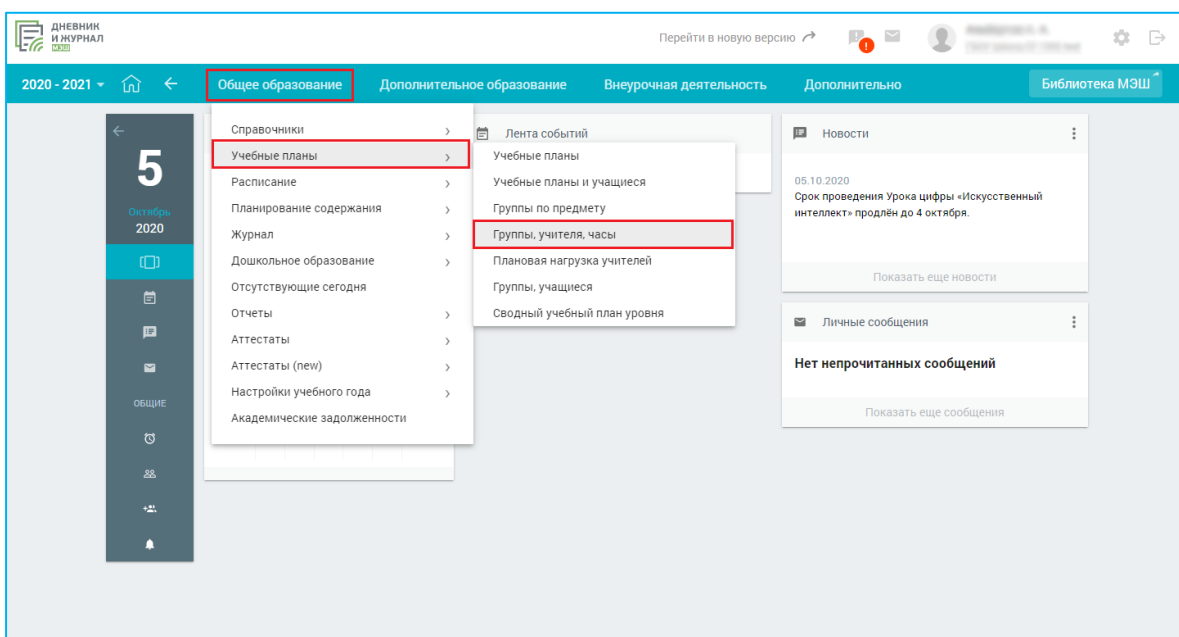 ДНЕВНИК
И ЖУРНАЛ
МЭШ
Перейти в новую версию
2020 - 2021
Общее образование
Дополнительное образование
Внеурочная деятельность
Дополнительно
Библиотека МЭШ
5
Октябрь
2020
ОБЩИЕ
Справочники
Учебные планы
Расписание
Планирование содержания
Журнал
Дошкольное образование
Отсутствующие сегодня
Отчеты
Аттестаты
Аттестаты (new)
Настройки учебного года
Академические задолженности
Лента событий
Учебные планы
Учебные планы и учащиеся
Группы по предмету
Группы, учителя, часы
Плановая нагрузка учителей
Группы, учащиеся
Сводный учебный план уровня
Новости
05.10.2020
Срок проведения Урока цифры «Искусственный
интеллект» продлён до 4 октября.
Показать еще новости
Личные сообщения
Нет непрочитанных сообщений
Показать еще сообщения